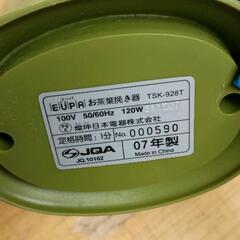 EUPA お茶葉挽き器 TSK-928T
100V 50/60Hz 120W
燦坤日本電器株式会社
定格時間:1分 No. 000590
JQA 07年製
JQ.10102 Made in China